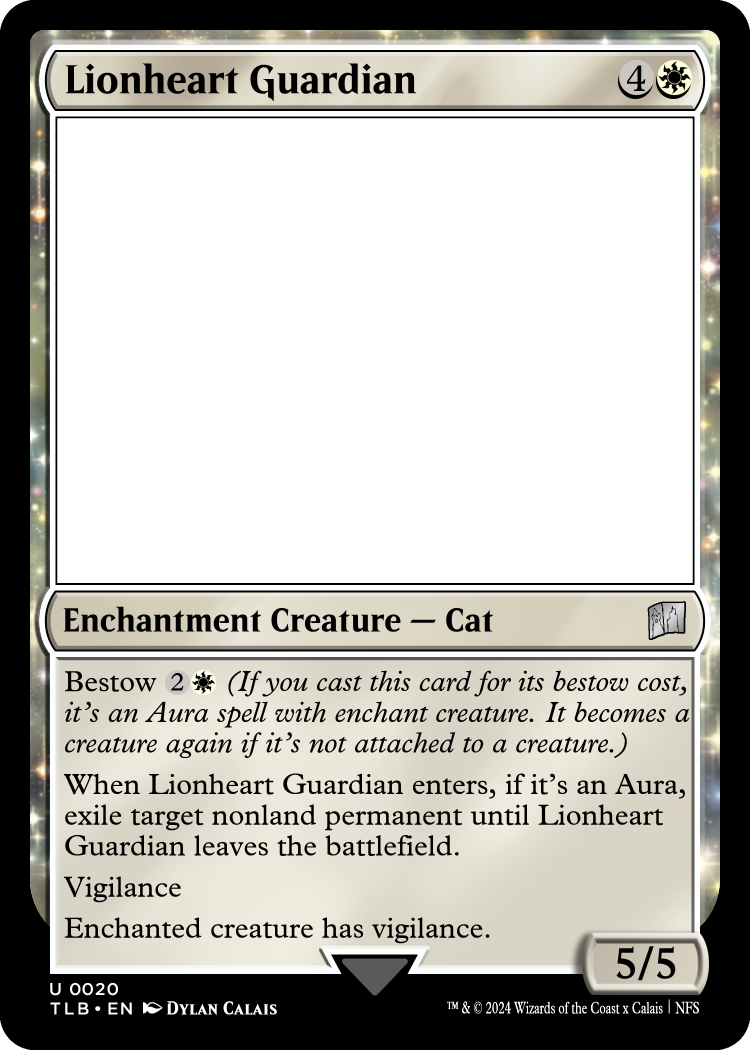 Lionheart Guardian 4
Enchantment Creature — Cat
Bestow 2 (If you cast this card for its bestow cost,
it's an Aura spell with enchant creature. It becomes a
creature again if it's not attached to a creature.)
When Lionheart Guardian enters, if it's an Aura,
exile target nonland permanent until Lionheart
Guardian leaves the battlefield.
Vigilance
Enchanted creature has vigilance.
5/5
U 0020
TLB • EN Dylan Calais
™ & © 2024 Wizards of the Coast x Calais | NFS